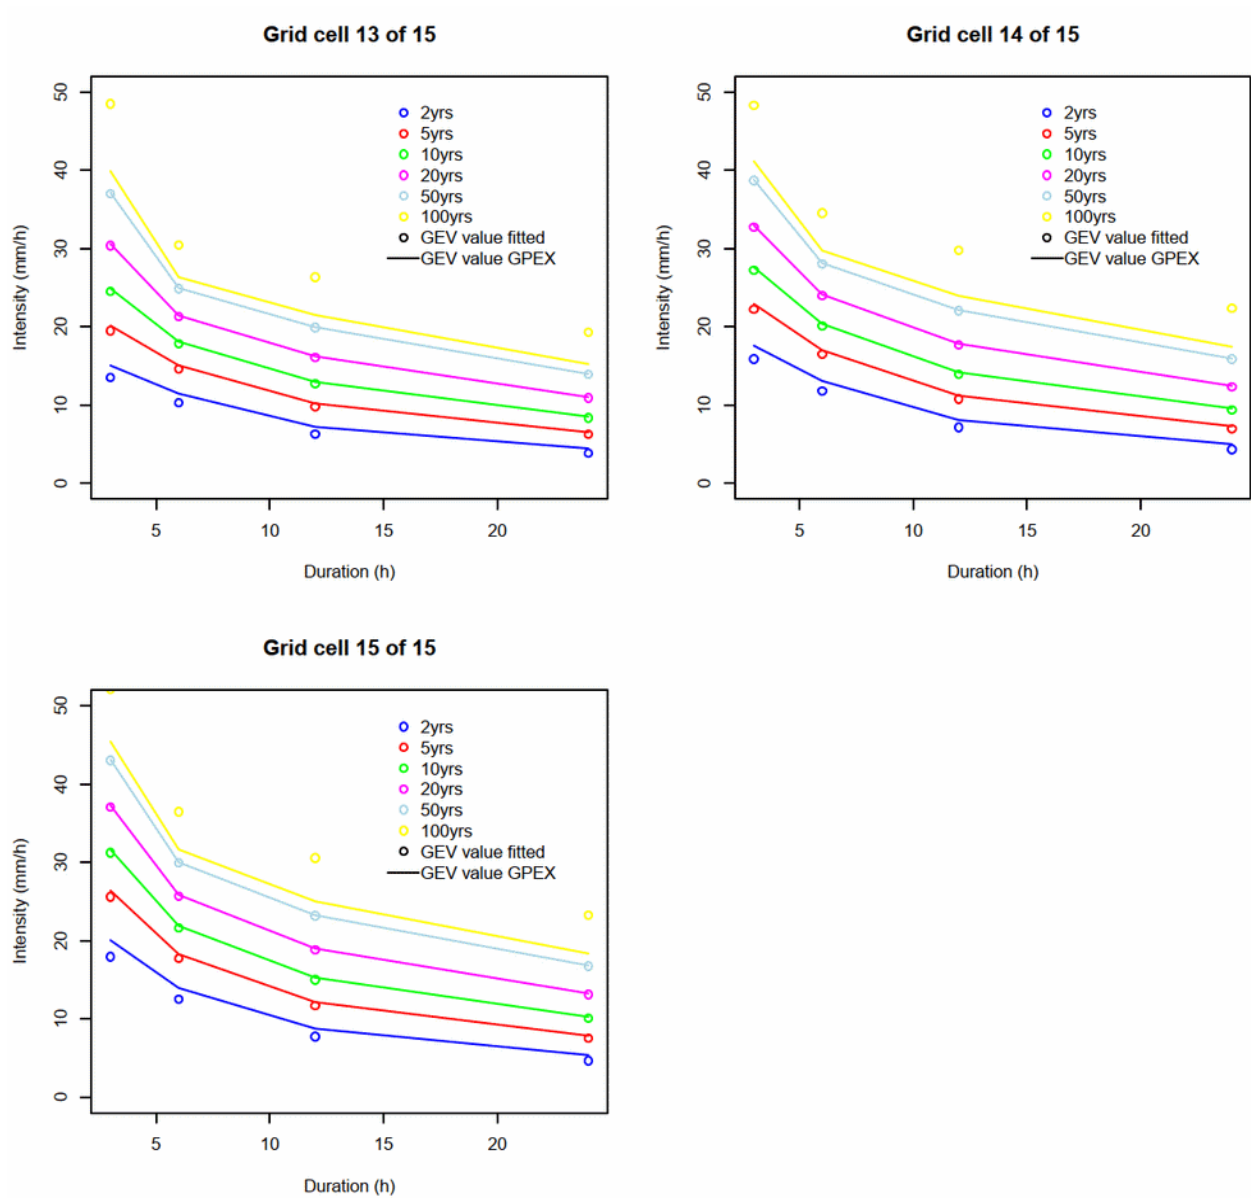 Grid cell 13 of 15
Intensity (mm/h)
50
40
30
20
10
0
2yrs
5yrs
10yrs
20yrs
50yrs
100yrs
GEV value fitted
GEV value GPEX
5
10
15
20
Duration (h)
Grid cell 14 of 15
Intensity (mm/h)
50
40
30
20
10
0
2yrs
5yrs
10yrs
20yrs
50yrs
100yrs
GEV value fitted
GEV value GPEX
5
10
15
20
Duration (h)
Grid cell 15 of 15
Intensity (mm/h)
50
40
30
20
10
0
2yrs
5yrs
10yrs
20yrs
50yrs
100yrs
GEV value fitted
GEV value GPEX
5
10
15
20
Duration (h)